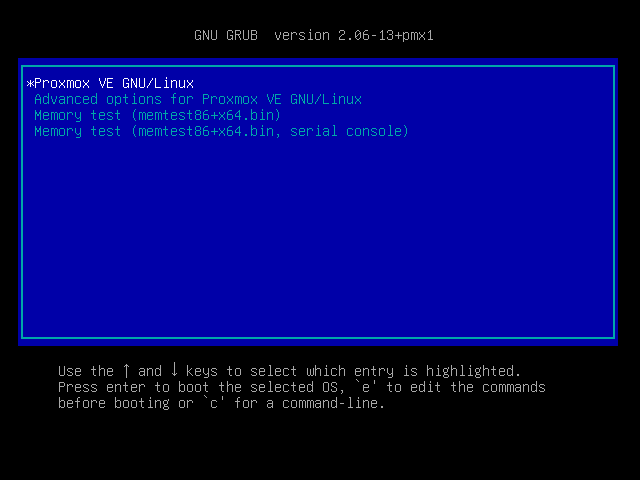 GNU GRUB  version 2.06-13+pmx1
*Proxmox VE GNU/Linux
Advanced options for Proxmox VE GNU/Linux
Memory test (memtest86+x64.bin)
Memory test (memtest86+x64.bin, serial console)
Use the ↑ and ↓ keys to select which entry is highlighted.
Press enter to boot the selected OS, `e' to edit the commands
before booting or `c' for a command-line.